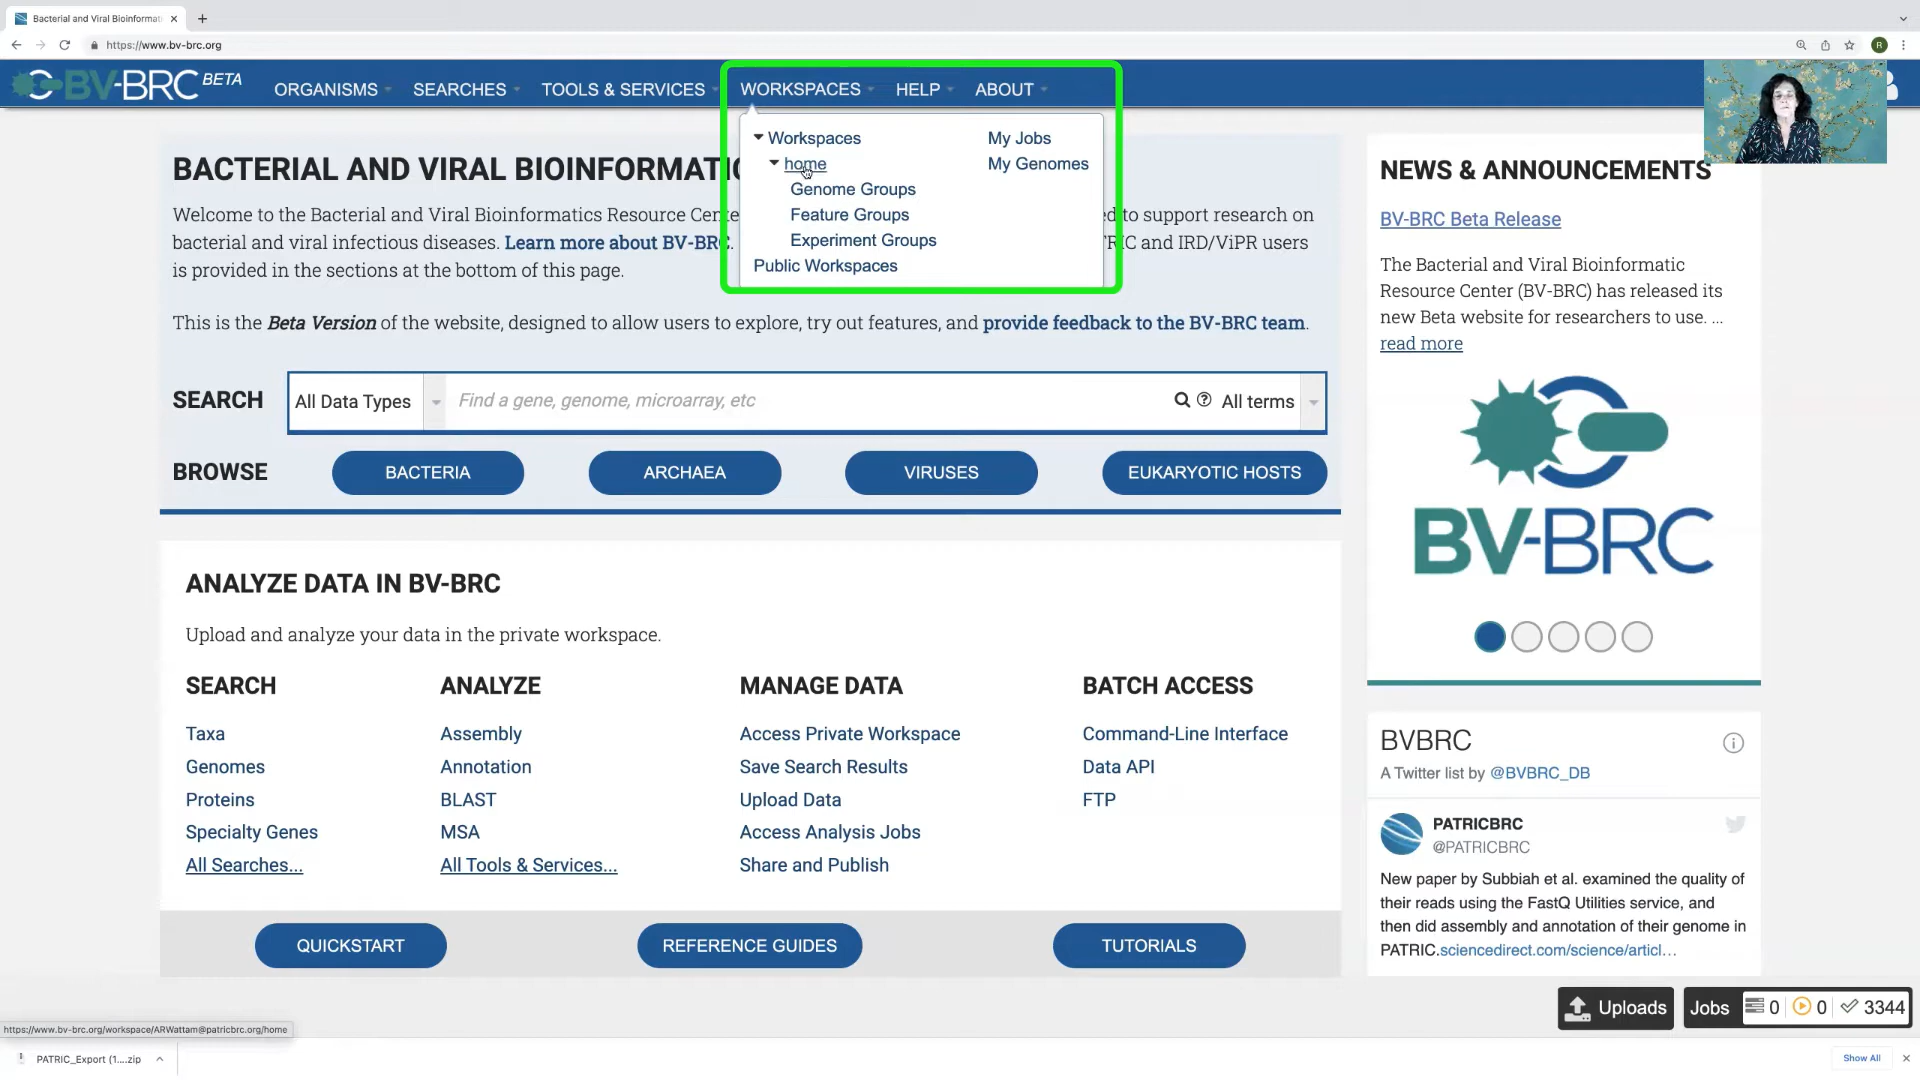 Bacterial and Viral Bioinformat
https://www.bv-brc.org
R
BV-BRC BETA
ORGANISMS
SEARCHES
TOOLS & SERVICES
WORKSPACES
HELP
ABOUT
Workspaces
home
Genome Groups
Feature Groups
Experiment Groups
Public Workspaces
My Jobs
My Genomes
BACTERIAL AND VIRAL BIOINFORMATIC
Welcome to the Bacterial and Viral Bioinformatics Resource Cente ed to support research on
bacterial and viral infectious diseases. Learn more about BV-BRC. TRIC and IRD/ViPR users
is provided in the sections at the bottom of this page.
This is the Beta Version of the website, designed to allow users to explore, try out features, and provide feedback to the BV-BRC team.
SEARCH
All Data Types
Find a gene, genome, microarray, etc
All terms
BROWSE
BACTERIA
ARCHAEA
VIRUSES
EUKARYOTIC HOSTS
ANALYZE DATA IN BV-BRC
Upload and analyze your data in the private workspace.
SEARCH
Taxa
Genomes
Proteins
Specialty Genes
All Searches...
ANALYZE
Assembly
Annotation
BLAST
MSA
All Tools & Services...
MANAGE DATA
Access Private Workspace
Save Search Results
Upload Data
Access Analysis Jobs
Share and Publish
BATCH ACCESS
Command-Line Interface
Data API
FTP
QUICKSTART
REFERENCE GUIDES
TUTORIALS
NEWS & ANNOUNCEMENTS
BV-BRC Beta Release
The Bacterial and Viral Bioinformatic
Resource Center (BV-BRC) has released its
new Beta website for researchers to use. ...
read more
BV-BRC
BVBRC
A Twitter list by @BVBRC_DB
PATRICBRC
@PATRICBRC
New paper by Subbiah et al. examined the quality of
their reads using the FastQ Utilities service, and
then did assembly and annotation of their genome in
PATRIC.sciencedirect.com/science/articl…
Uploads
Jobs 0 0 3344
https://www.bv-brc.org/workspace/ARWattam@patricbrc.org/home
PATRIC_Export (1....zip
Show All